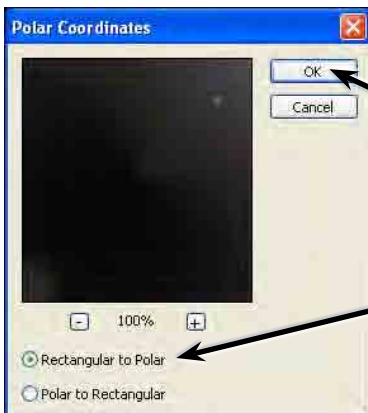 Polar Coordinates
OK
Cancel
- 100% +
Rectangular to Polar
Polar to Rectangular